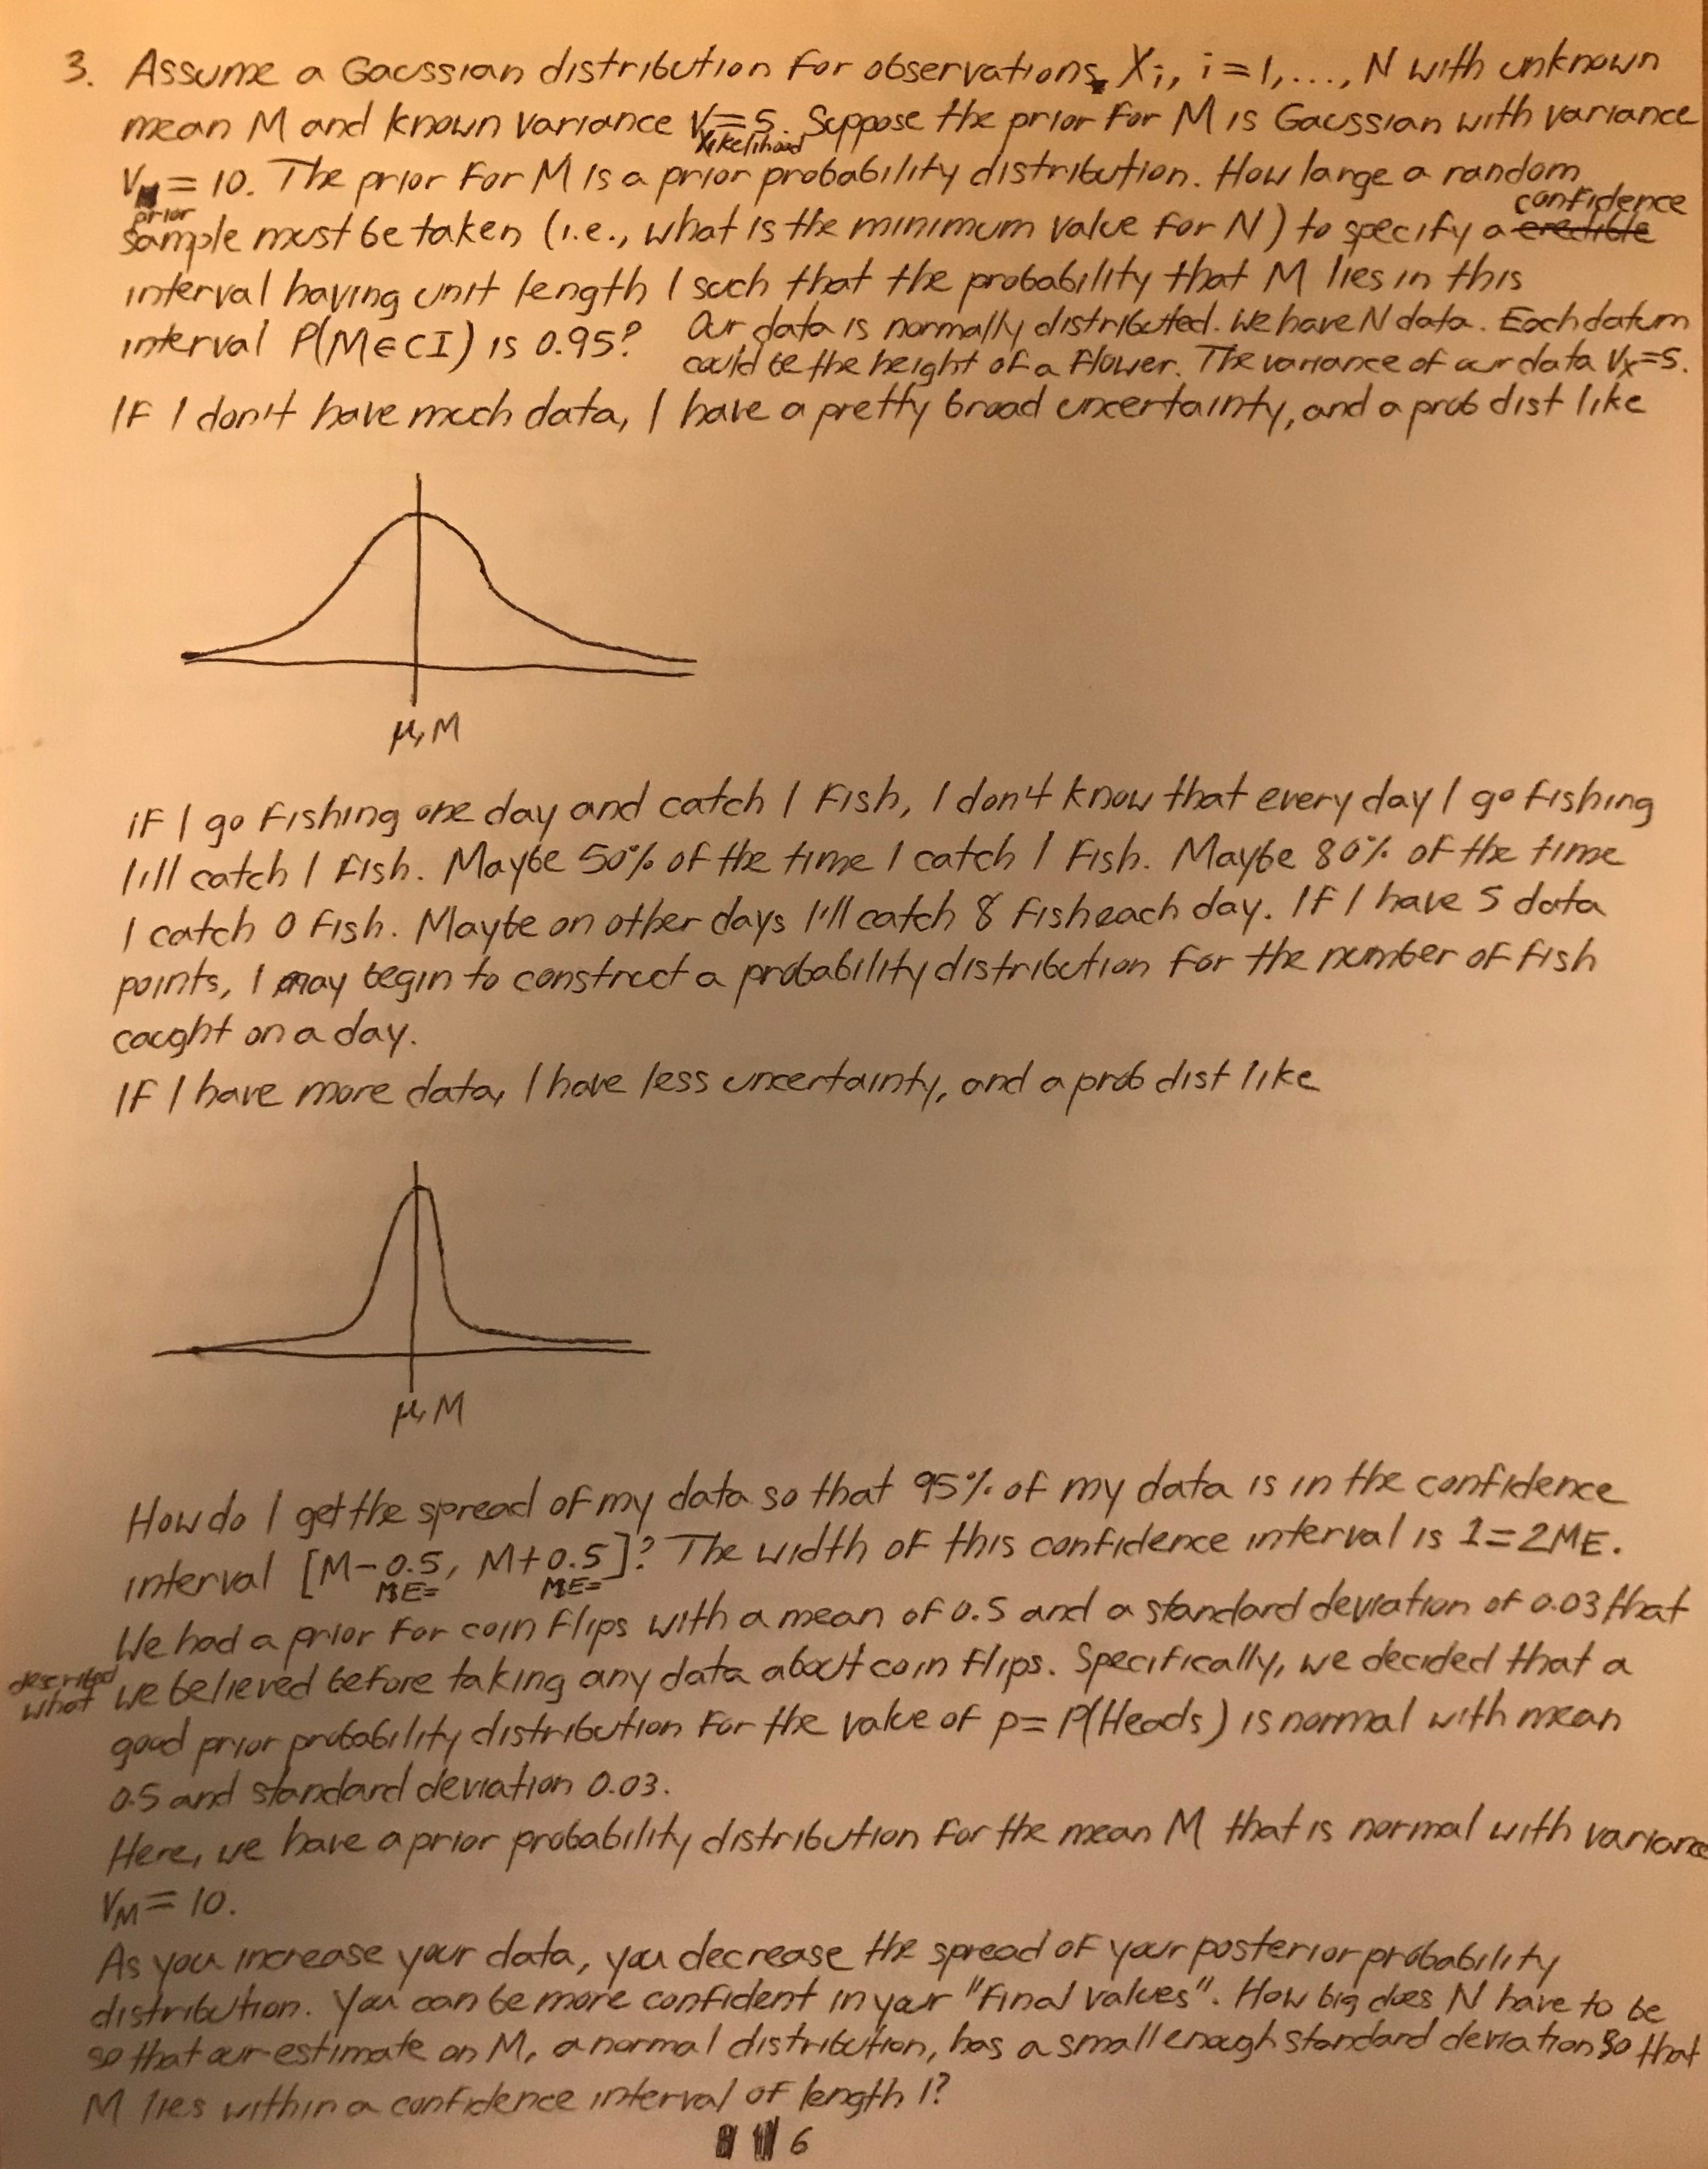 3. Assume a Gaussian distribution for observations, Xi, i=1,..., N with unknown
mean M and known variance V=5. Suppose the prior for M is Gaussian with variance
likelihood
V = 10. The prior for M is a prior probability distribution. How large a random
prior
confidence
sample must be taken (i.e., what is the minimum value for N) to specify a credible
interval having unit length 1 such that the probability that M lies in this
interval P(M∈CI) is 0.95? Our data is normally distributed. We have N data. Each datum
could be the height of a flower. The variance of our data Vx=5.
If I don't have much data, I have a pretty broad uncertainty, and a prob dist like
μ, M
if I go fishing one day and catch 1 fish, I don't know that every day I go fishing
I'll catch 1 fish. Maybe 50% of the time I catch 1 fish. Maybe 80% of the time
I catch 0 fish. Maybe on other days I'll catch 8 fish each day. If I have 5 data
points, I may begin to construct a probability distribution for the number of fish
caught on a day.
If I have more data, I have less uncertainty, and a prob dist like
μ, M
How do I get the spread of my data so that 95% of my data is in the confidence
interval [M-0.5, M+0.5]? The width of this confidence interval is 1=2ME.
ME= ME=
We had a prior for coin flips with a mean of 0.5 and a standard deviation of 0.03 that
described
what we believed before taking any data about coin flips. Specifically, we decided that a
good prior probability distribution for the value of p= P(Heads) is normal with mean
0.5 and standard deviation 0.03.
Here, we have a prior probability distribution for the mean M that is normal with variance
VM = 10.
As you increase your data, you decrease the spread of your posterior probability
distribution. You can be more confident in your "final values". How big does N have to be
so that our estimate on M, a normal distribution, has a small enough standard deviation so that
M lies within a confidence interval of length 1?
6